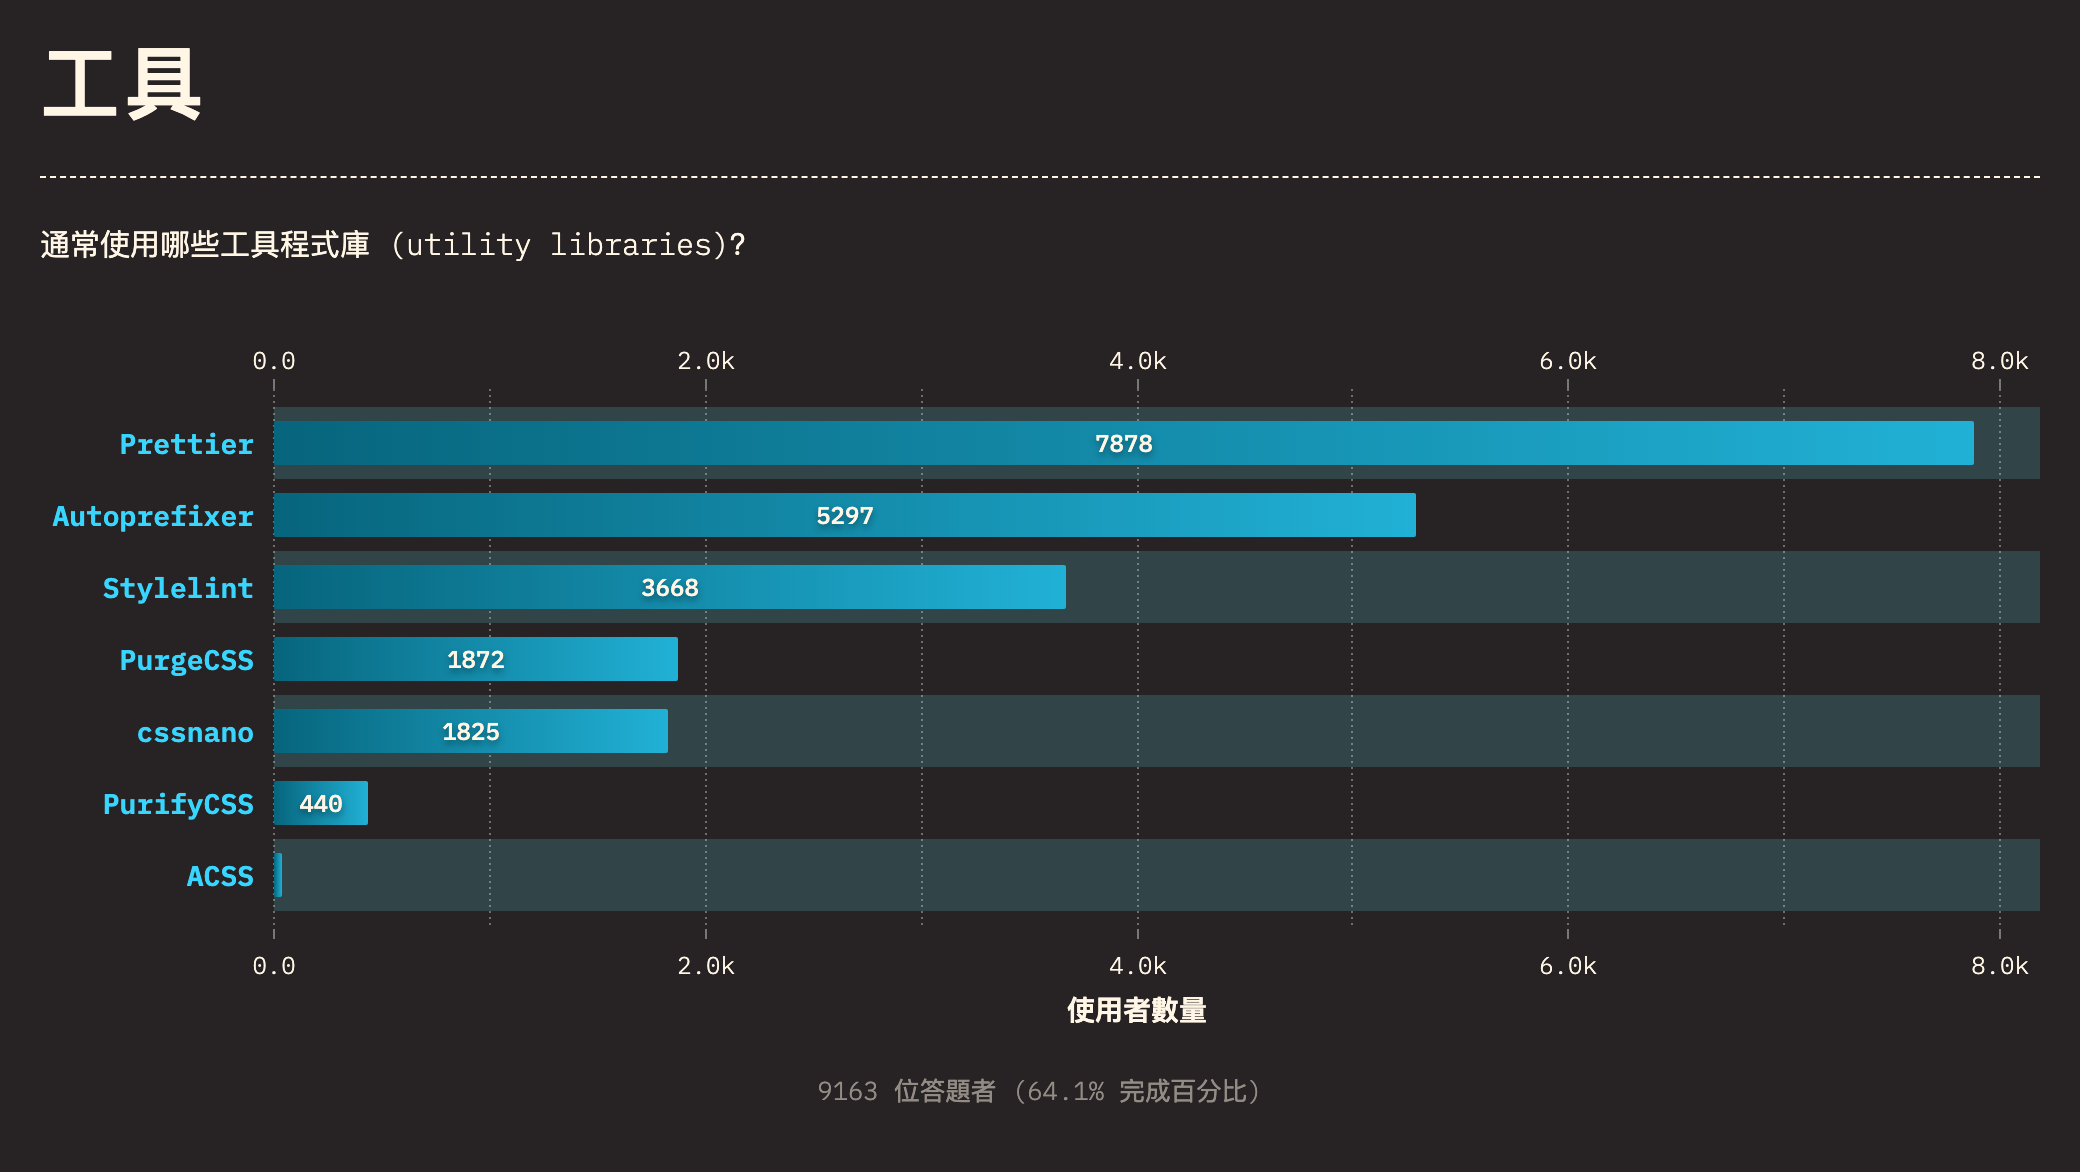 工具
通常使用哪些工具程式庫 (utility libraries)?
0.0 2.0k 4.0k 6.0k 8.0k
Prettier 7878
Autoprefixer 5297
Stylelint 3668
PurgeCSS 1872
cssnano 1825
PurifyCSS 440
ACSS
0.0 2.0k 4.0k 6.0k 8.0k
使用者數量
9163 位答題者 (64.1% 完成百分比)